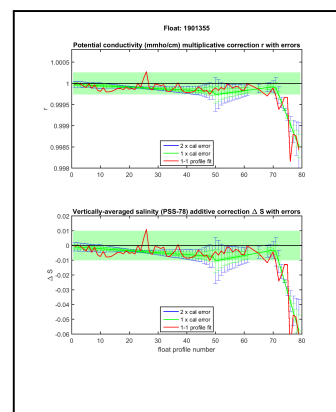 Float: 1901355
Potential conductivity (mmho/cm) multiplicative correction r with errors
1.0005
1
0.9995
0.999
0.9985
0.998
r
2 x cal error
1 x cal error
1-1 profile fit
0 10 20 30 40 50 60 70 80
Vertically-averaged salinity (PSS-78) additive correction Δ S with errors
0.02
0.01
0
-0.01
-0.02
-0.03
-0.04
-0.05
-0.06
Δ S
2 x cal error
1 x cal error
1-1 profile fit
0 10 20 30 40 50 60 70 80
float profile number